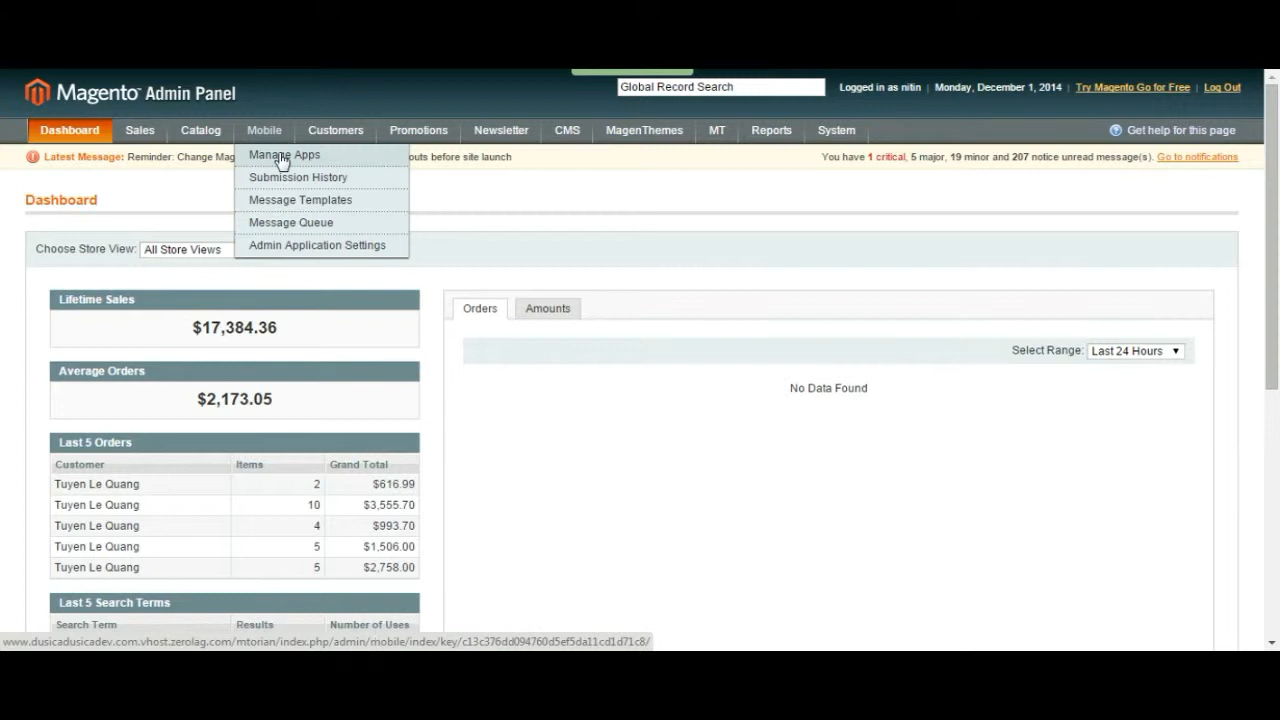 Magento Admin Panel
Global Record Search
Logged in as nitin | Monday, December 1, 2014 | Try Magento Go for Free | Log Out
Dashboard Sales Catalog Mobile Customers Promotions Newsletter CMS MagenThemes MT Reports System Get help for this page
Latest Message: Reminder: Change Mag outs before site launch You have 1 critical, 5 major, 19 minor and 207 notice unread message(s). Go to notifications
Manage Apps
Submission History
Message Templates
Message Queue
Admin Application Settings
Dashboard
Choose Store View: All Store Views
Lifetime Sales
$17,384.36
Average Orders
$2,173.05
Last 5 Orders
Customer Items Grand Total
Tuyen Le Quang 2 $616.99
Tuyen Le Quang 10 $3,555.70
Tuyen Le Quang 4 $993.70
Tuyen Le Quang 5 $1,506.00
Tuyen Le Quang 5 $2,758.00
Last 5 Search Terms
Search Term Results Number of Uses
Orders Amounts
Select Range: Last 24 Hours
No Data Found
www.dusicadusicadev.com.vhost.zerolag.com/mtorian/index.php/admin/mobile/index/key/c13c376dd094760d5ef5da11cd1d71c8/